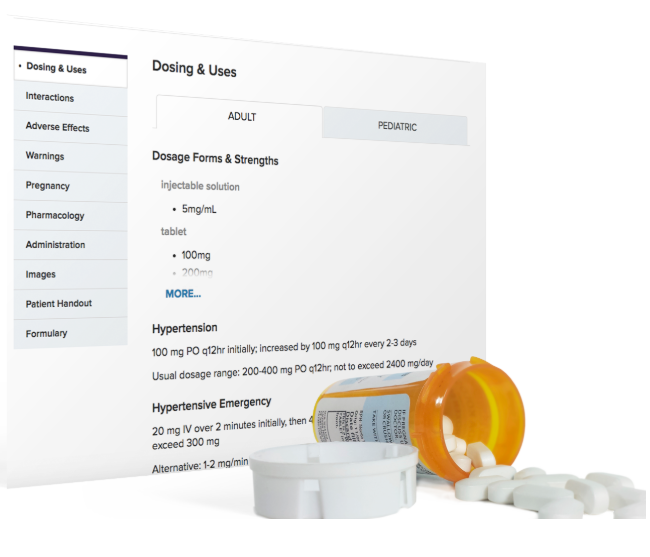 • Dosing & Uses
Interactions
Adverse Effects
Warnings
Pregnancy
Pharmacology
Administration
Images
Patient Handout
Formulary
Dosing & Uses
ADULT
PEDIATRIC
Dosage Forms & Strengths
injectable solution
• 5mg/mL
tablet
• 100mg
• 200mg
MORE...
Hypertension
100 mg PO q12hr initially; increased by 100 mg q12hr every 2-3 days
Usual dosage range: 200-400 mg PO q12hr; not to exceed 2400 mg/day
Hypertensive Emergency
20 mg IV over 2 minutes initially, then
exceed 300 mg
Alternative: 1-2 mg/min